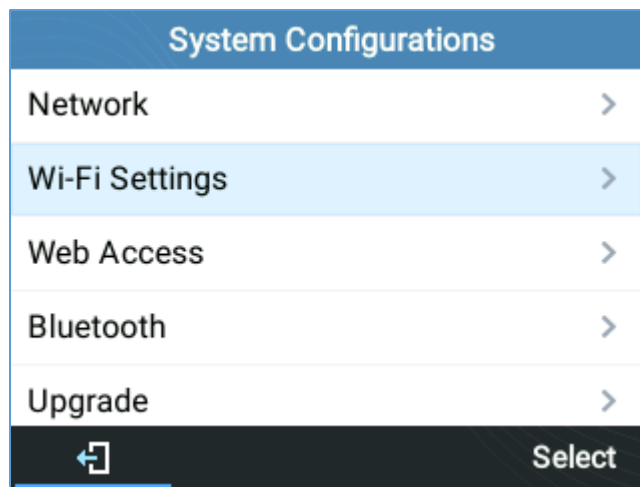 System Configurations
Network
Wi-Fi Settings
Web Access
Bluetooth
Upgrade
Select